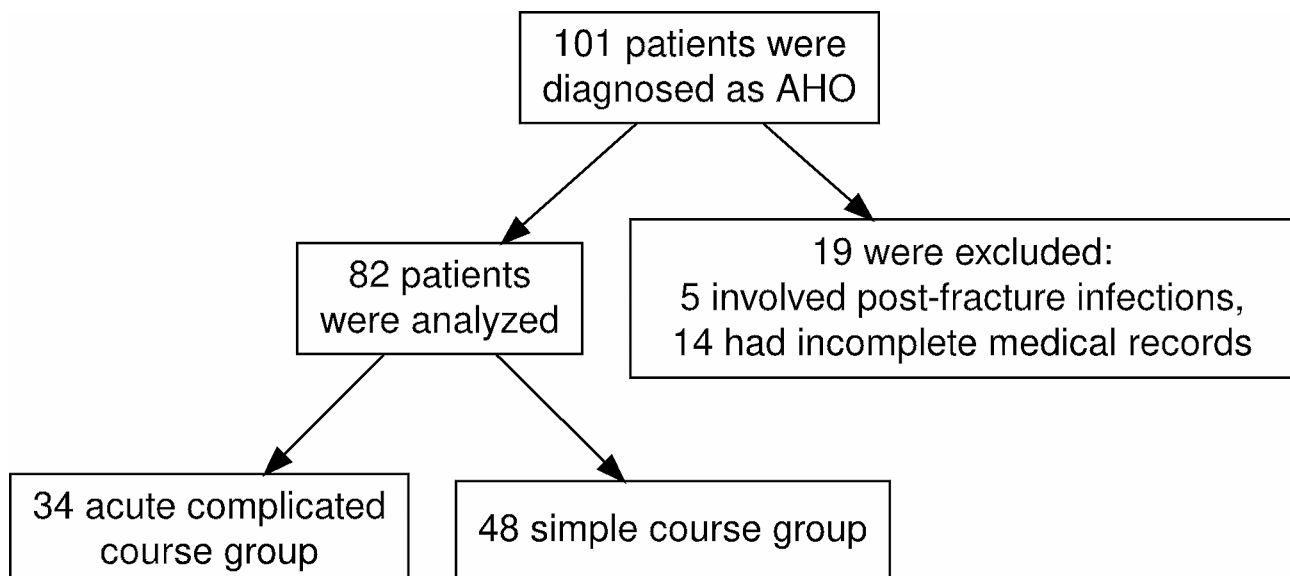 101 patients were
diagnosed as AHO
82 patients
were analyzed
19 were excluded:
5 involved post-fracture infections,
14 had incomplete medical records
34 acute complicated
course group
48 simple course group